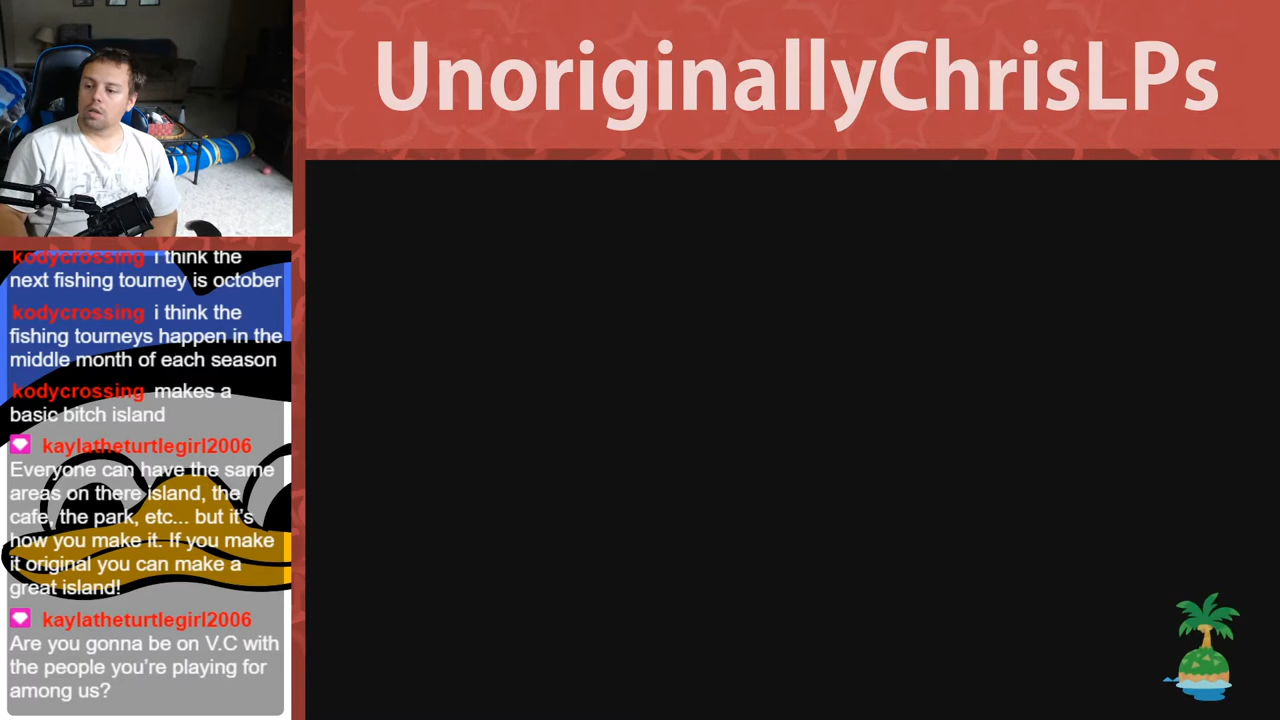 UnoriginallyChrisLPs
kodycrossing i think the
next fishing tourney is october
kodycrossing i think the
fishing tourneys happen in the
middle month of each season
kodycrossing makes a
basic bitch island
kaylatheturtlegirl2006
Everyone can have the same
areas on there island, the
cafe, the park, etc... but it’s
how you make it. If you make
it original you can make a
great island!
kaylatheturtlegirl2006
Are you gonna be on V.C with
the people you’re playing for
among us?